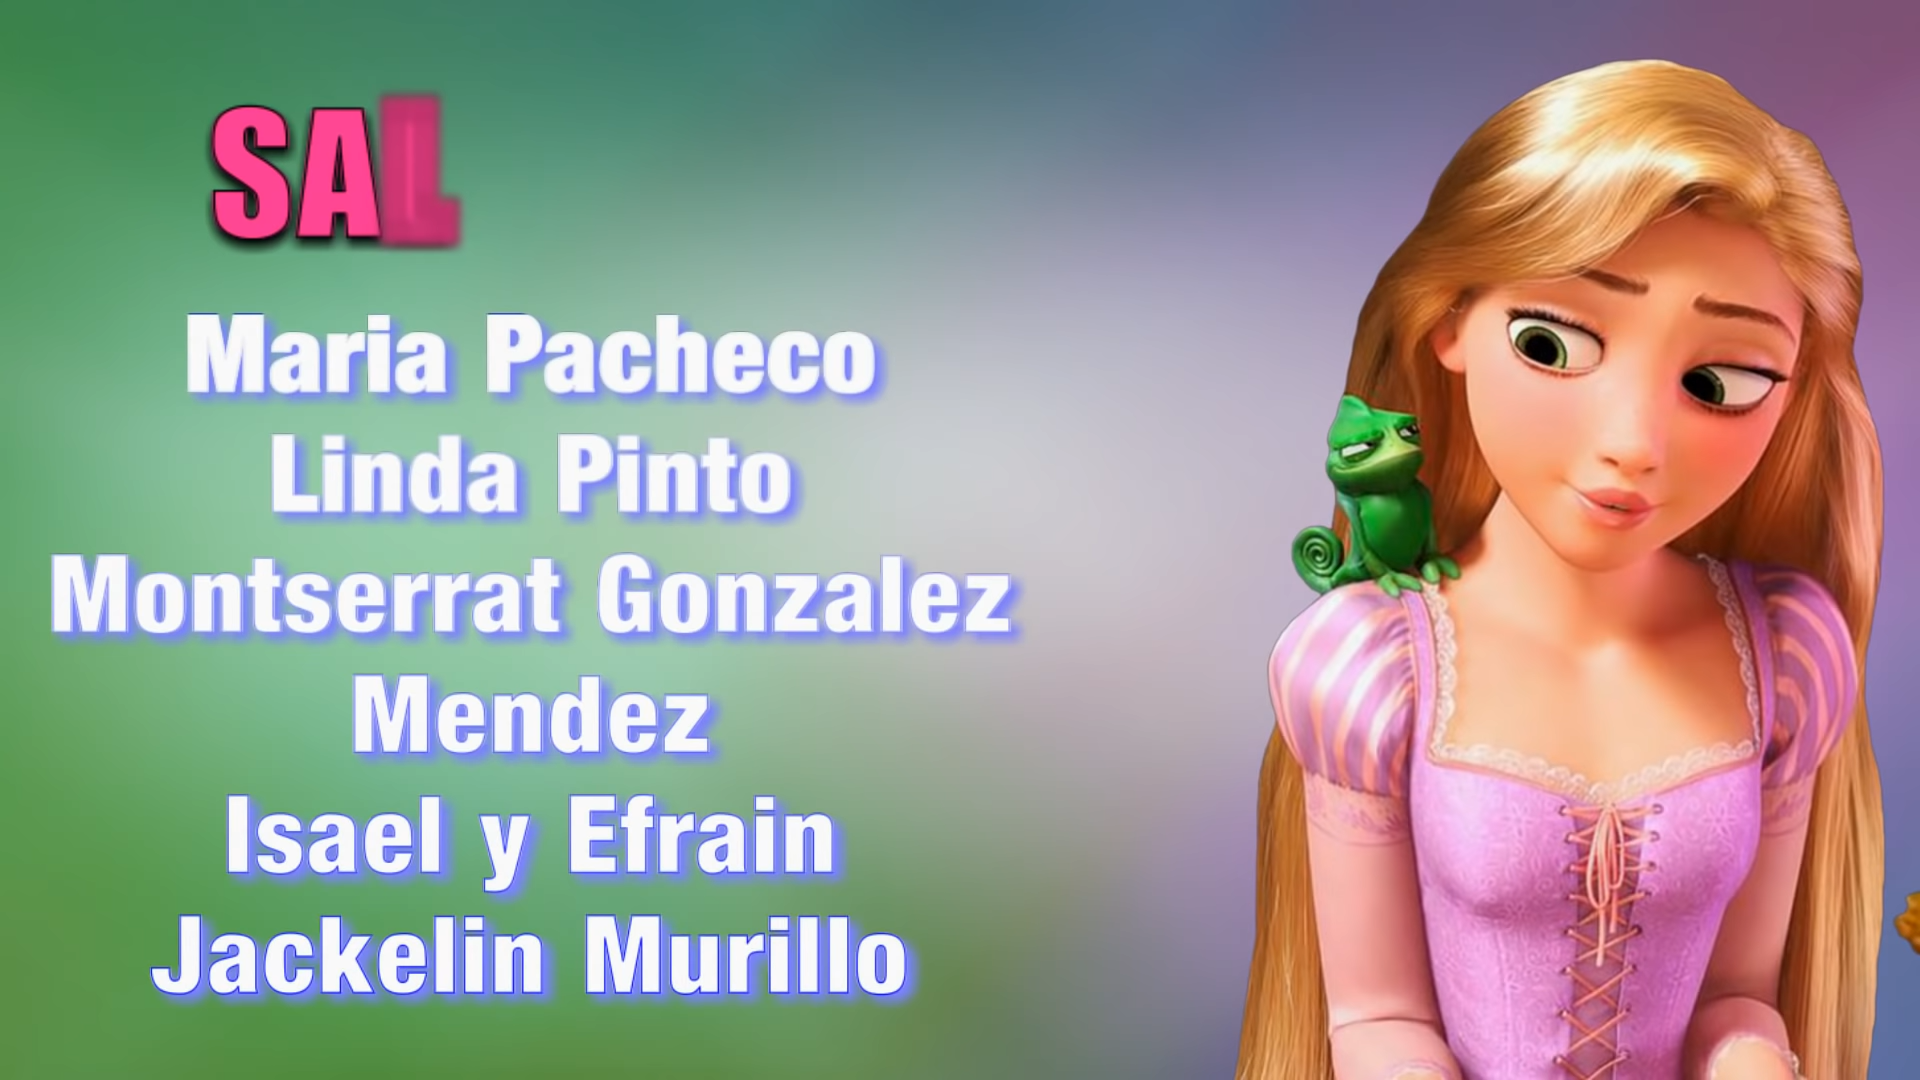 SAL
Maria Pacheco
Linda Pinto
Montserrat Gonzalez
Mendez
Isael y Efrain
Jackelin Murillo